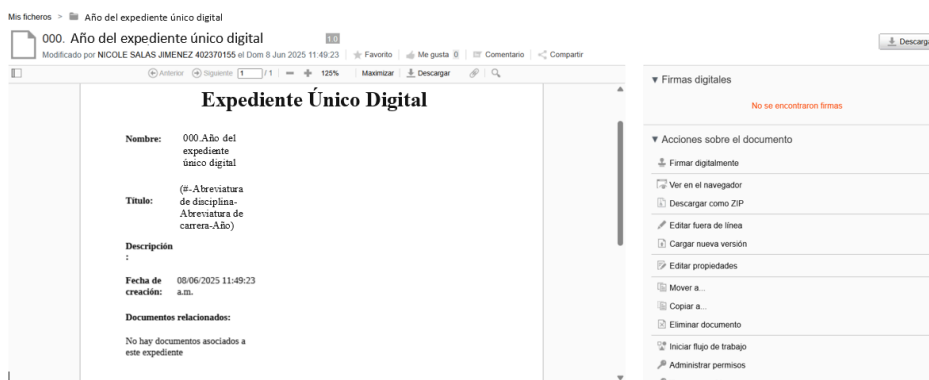 Mis ficheros > Año del expediente único digital
000. Año del expediente único digital 1.0
Modificado por NICOLE SALAS JIMENEZ 402370155 el Dom 8 Jun 2025 11:49:23 Favorito Me gusta 0 Comentario Compartir
Descarga
Anterior Siguiente 1 / 1 125% Maximizar Descargar
Expediente Único Digital
Nombre: 000.Año del
expediente
único digital
Título: (#-Abreviatura
de disciplina-
Abreviatura de
carrera-Año)
Descripción
:
Fecha de 08/06/2025 11:49:23
creación: a.m.
Documentos relacionados:
No hay documentos asociados a
este expediente
Firmas digitales
No se encontraron firmas
Acciones sobre el documento
Firmar digitalmente
Ver en el navegador
Descargar como ZIP
Editar fuera de línea
Cargar nueva versión
Editar propiedades
Mover a...
Copiar a...
Eliminar documento
Iniciar flujo de trabajo
Administrar permisos